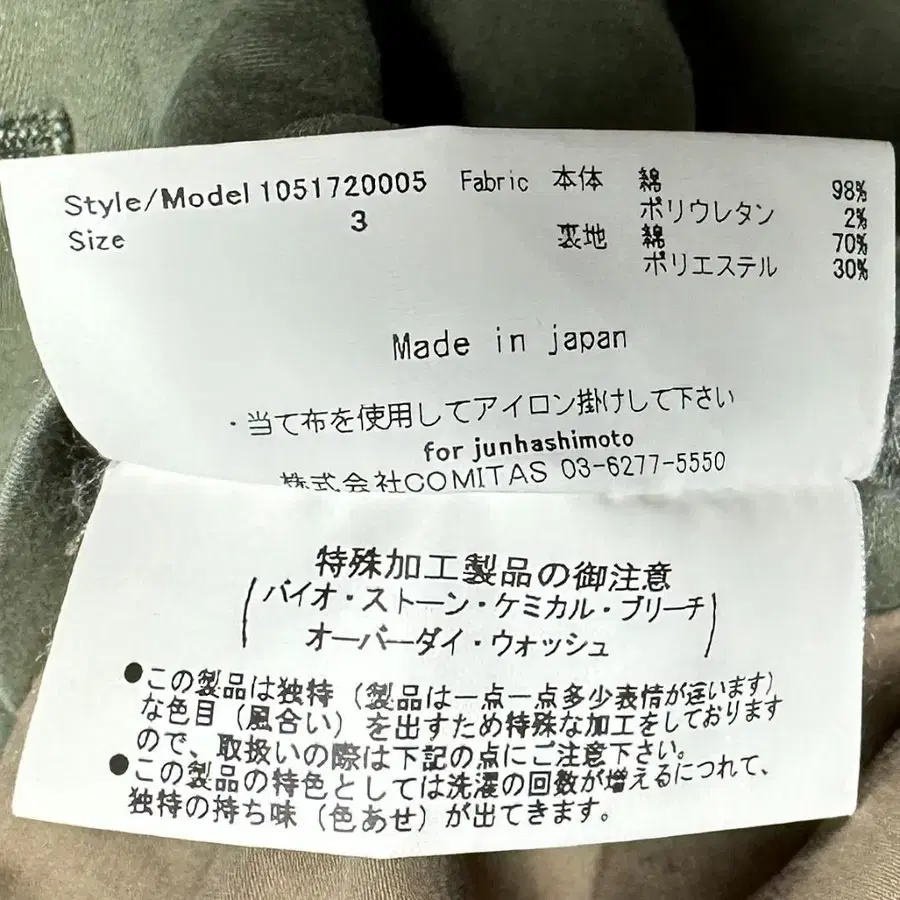 Style/Model 1051720005 Fabric 本体 綿 98%
ポリウレタン 2%
Size 3 裏地 綿 70%
ポリエステル 30%
Made in japan
・当て布を使用してアイロン掛けして下さい
for junhashimoto
株式会社COMITAS 03-6277-5550
特殊加工製品の御注意
(バイオ・ストーン・ケミカル・ブリーチ
オーバーダイ・ウォッシュ)
●この製品は独特（製品は一点一点多少表情が違います）
な色目（風合い）を出すため特殊な加工をしております
ので、取扱いの際は下記の点にご注意下さい。
●この製品の特色としては洗濯の回数が増えるにつれて、
独特の持ち味（色あせ）が出てきます。